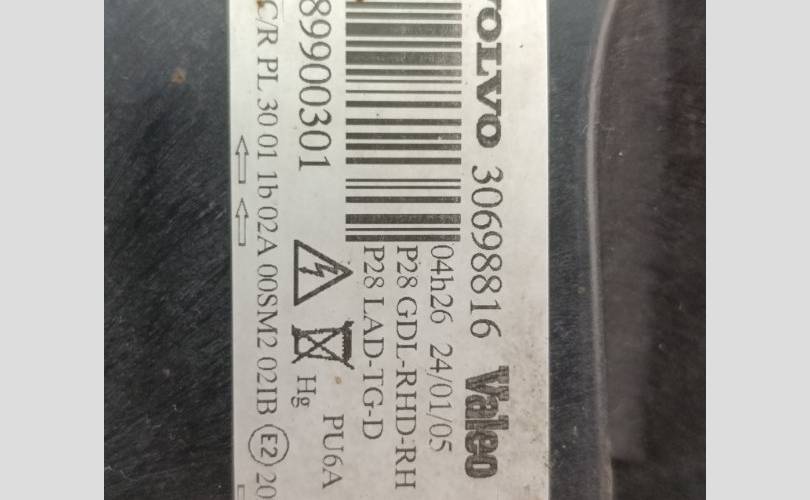 VOLVO 30698816 Valeo
04h26 24/01/05
P28 GDL-RHD-RH
P28 LAD-TG-D
89900301
PU6A
Hg
C/R PL 30 01 1b 02A 00SM2 02IB E2 20